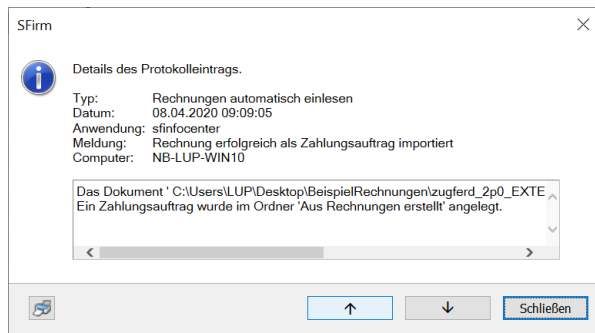 SFirm
Details des Protokolleintrags.
Typ: Rechnungen automatisch einlesen
Datum: 08.04.2020 09:09:05
Anwendung: sfinfocenter
Meldung: Rechnung erfolgreich als Zahlungsauftrag importiert
Computer: NB-LUP-WIN10
Das Dokument ' C:\Users\LUP\Desktop\BeispielRechnungen\zugferd_2p0_EXTE
Ein Zahlungsauftrag wurde im Ordner 'Aus Rechnungen erstellt' angelegt.
Schließen